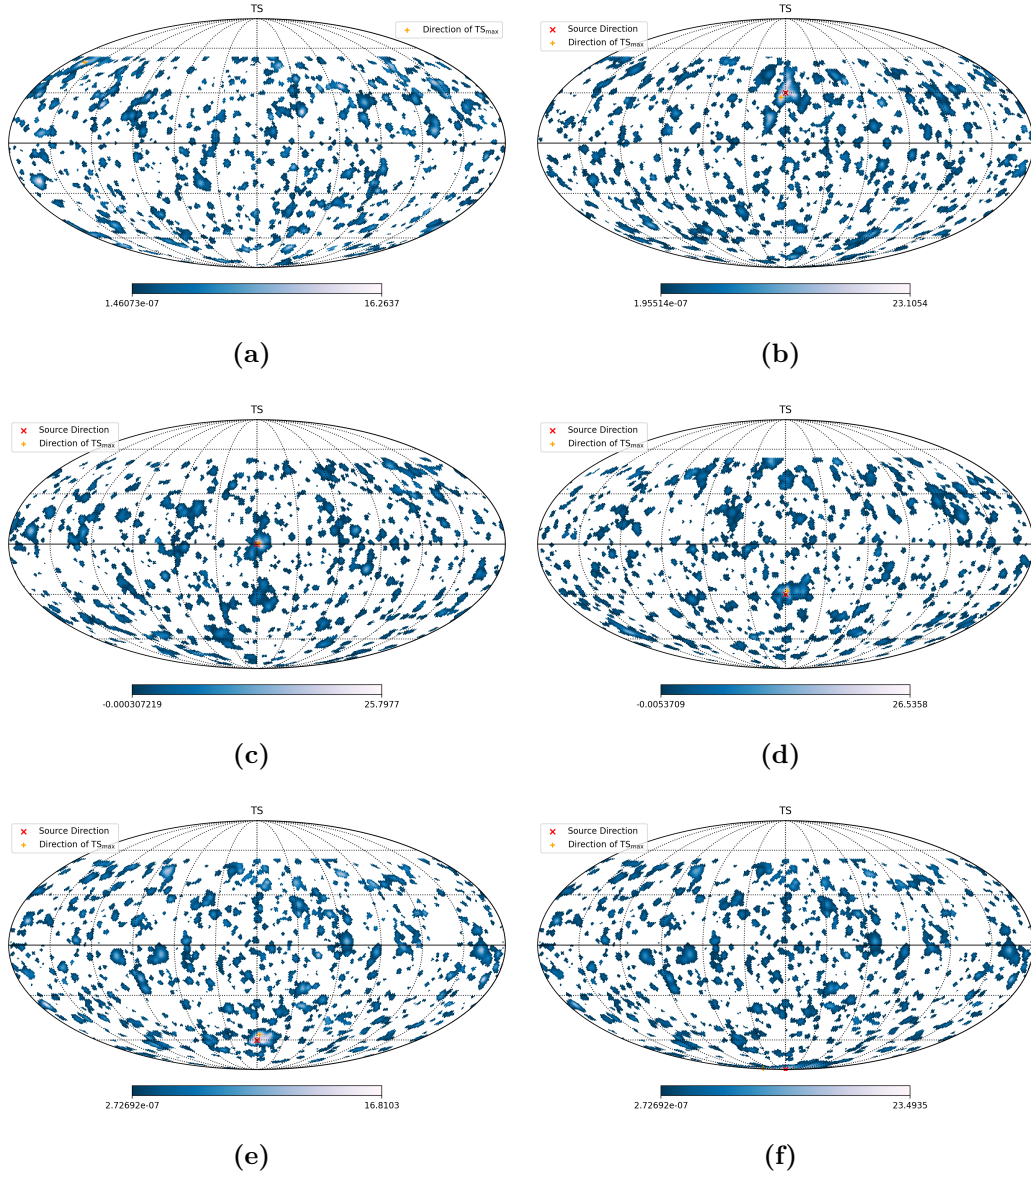 TS
Direction of TSmax
1.46073e-07 16.2637
(a)
TS
Source Direction
Direction of TSmax
1.95514e-07 23.1054
(b)
TS
Source Direction
Direction of TSmax
-0.000307219 25.7977
(c)
TS
Source Direction
Direction of TSmax
-0.0053709 26.5358
(d)
TS
Source Direction
Direction of TSmax
2.72692e-07 16.8103
(e)
TS
Source Direction
Direction of TSmax
2.72692e-07 23.4935
(f)